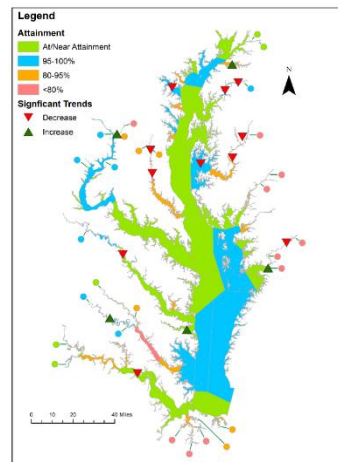 Legend
Attainment
At/Near Attainment
95-100%
80-95%
<80%
Signficant Trends
Decrease
Increase
N
0 10 20 40 Miles